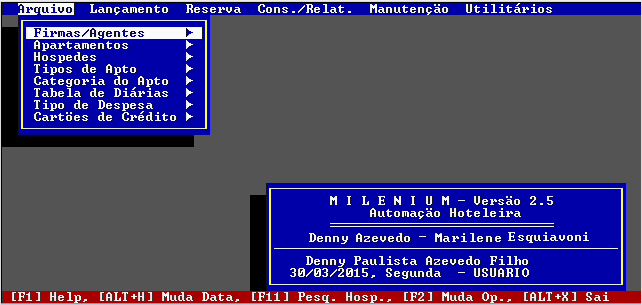 Arquivo Lançamento Reserva Cons./Relat. Manutenção Utilitários
Firmas/Agentes
Apartamentos
Hospedes
Tipos de Apto
Categoria do Apto
Tabela de Diárias
Tipo de Despesa
Cartões de Crédito
M I L E N I U M - Versão 2.5
Automação Hoteleira
Denny Azevedo - Marilene Esquiavoni
Denny Paulista Azevedo Filho
30/03/2015, Segunda - USUARIO
[F1] Help, [ALT+H] Muda Data, [F11] Pesq. Hosp., [F2] Muda Op., [ALT+X] Sai